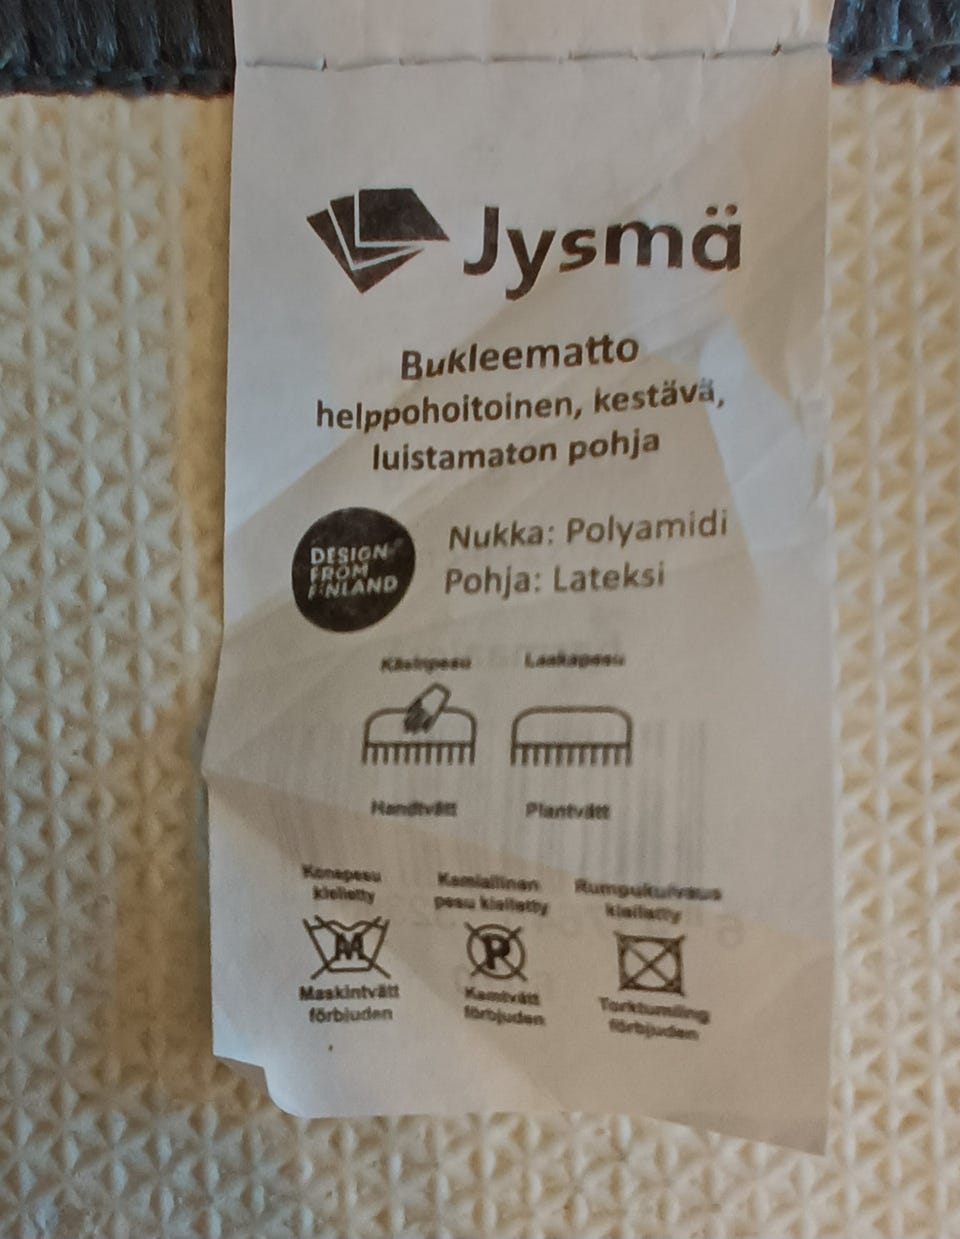 Jysmä
Bukleematto
helppohoitoinen, kestävä,
luistamaton pohja
DESIGN
FROM
FINLAND
Nukka: Polyamidi
Pohja: Lateksi
Käsinpesu
Laakapesu
Handtvätt
Plantvätt
Konepesu
kielletty
Kemiallinen
pesu kielletty
Rumpukuivaus
kielletty
M
P
Maskintvätt
förbjuden
Kemtvätt
förbjuden
Torktumling
förbjuden